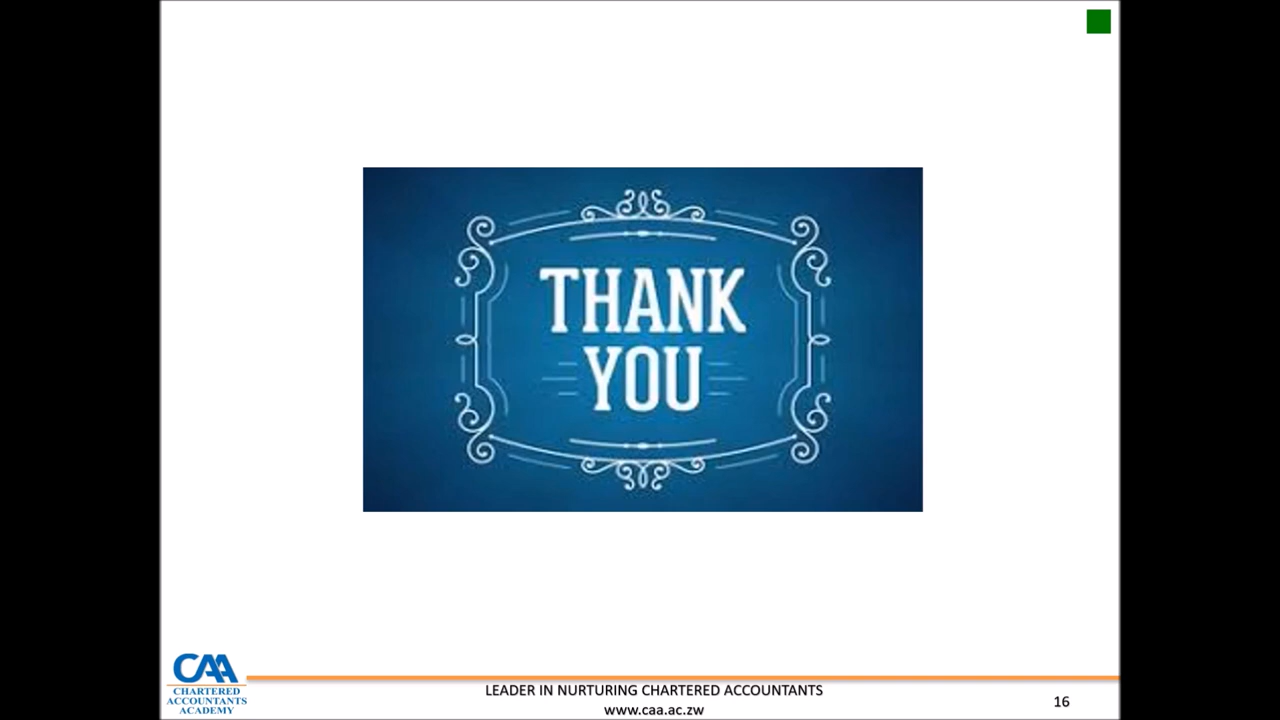 THANK
YOU
CAA
CHARTERED
ACCOUNTANTS
ACADEMY
LEADER IN NURTURING CHARTERED ACCOUNTANTS
www.caa.ac.zw
16